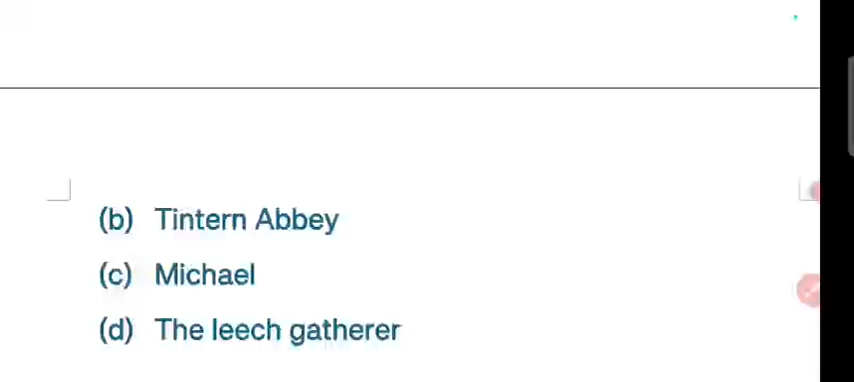 (b) Tintern Abbey
(c) Michael
(d) The leech gatherer